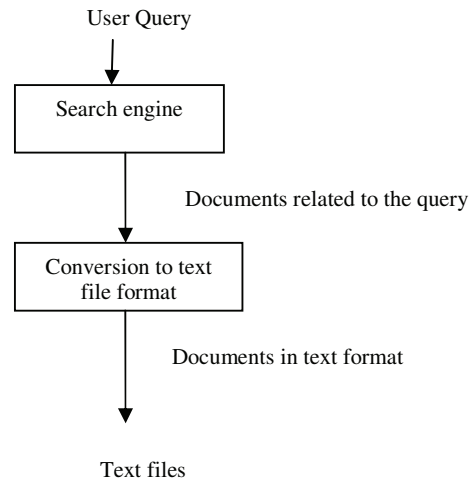 User Query
Search engine
Documents related to the query
Conversion to text
file format
Documents in text format
Text files